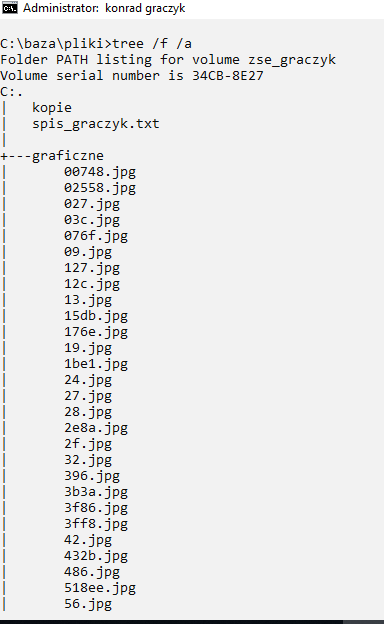 Administrator: konrad graczyk
C:\baza\pliki>tree /f /a
Folder PATH listing for volume zse_graczyk
Volume serial number is 34CB-8E27
C:.
|   kopie
|   spis_graczyk.txt
|
+---graficzne
|       00748.jpg
|       02558.jpg
|       027.jpg
|       03c.jpg
|       076f.jpg
|       09.jpg
|       127.jpg
|       12c.jpg
|       13.jpg
|       15db.jpg
|       176e.jpg
|       19.jpg
|       1be1.jpg
|       24.jpg
|       27.jpg
|       28.jpg
|       2e8a.jpg
|       2f.jpg
|       32.jpg
|       396.jpg
|       3b3a.jpg
|       3f86.jpg
|       3ff8.jpg
|       42.jpg
|       432b.jpg
|       486.jpg
|       518ee.jpg
|       56.jpg